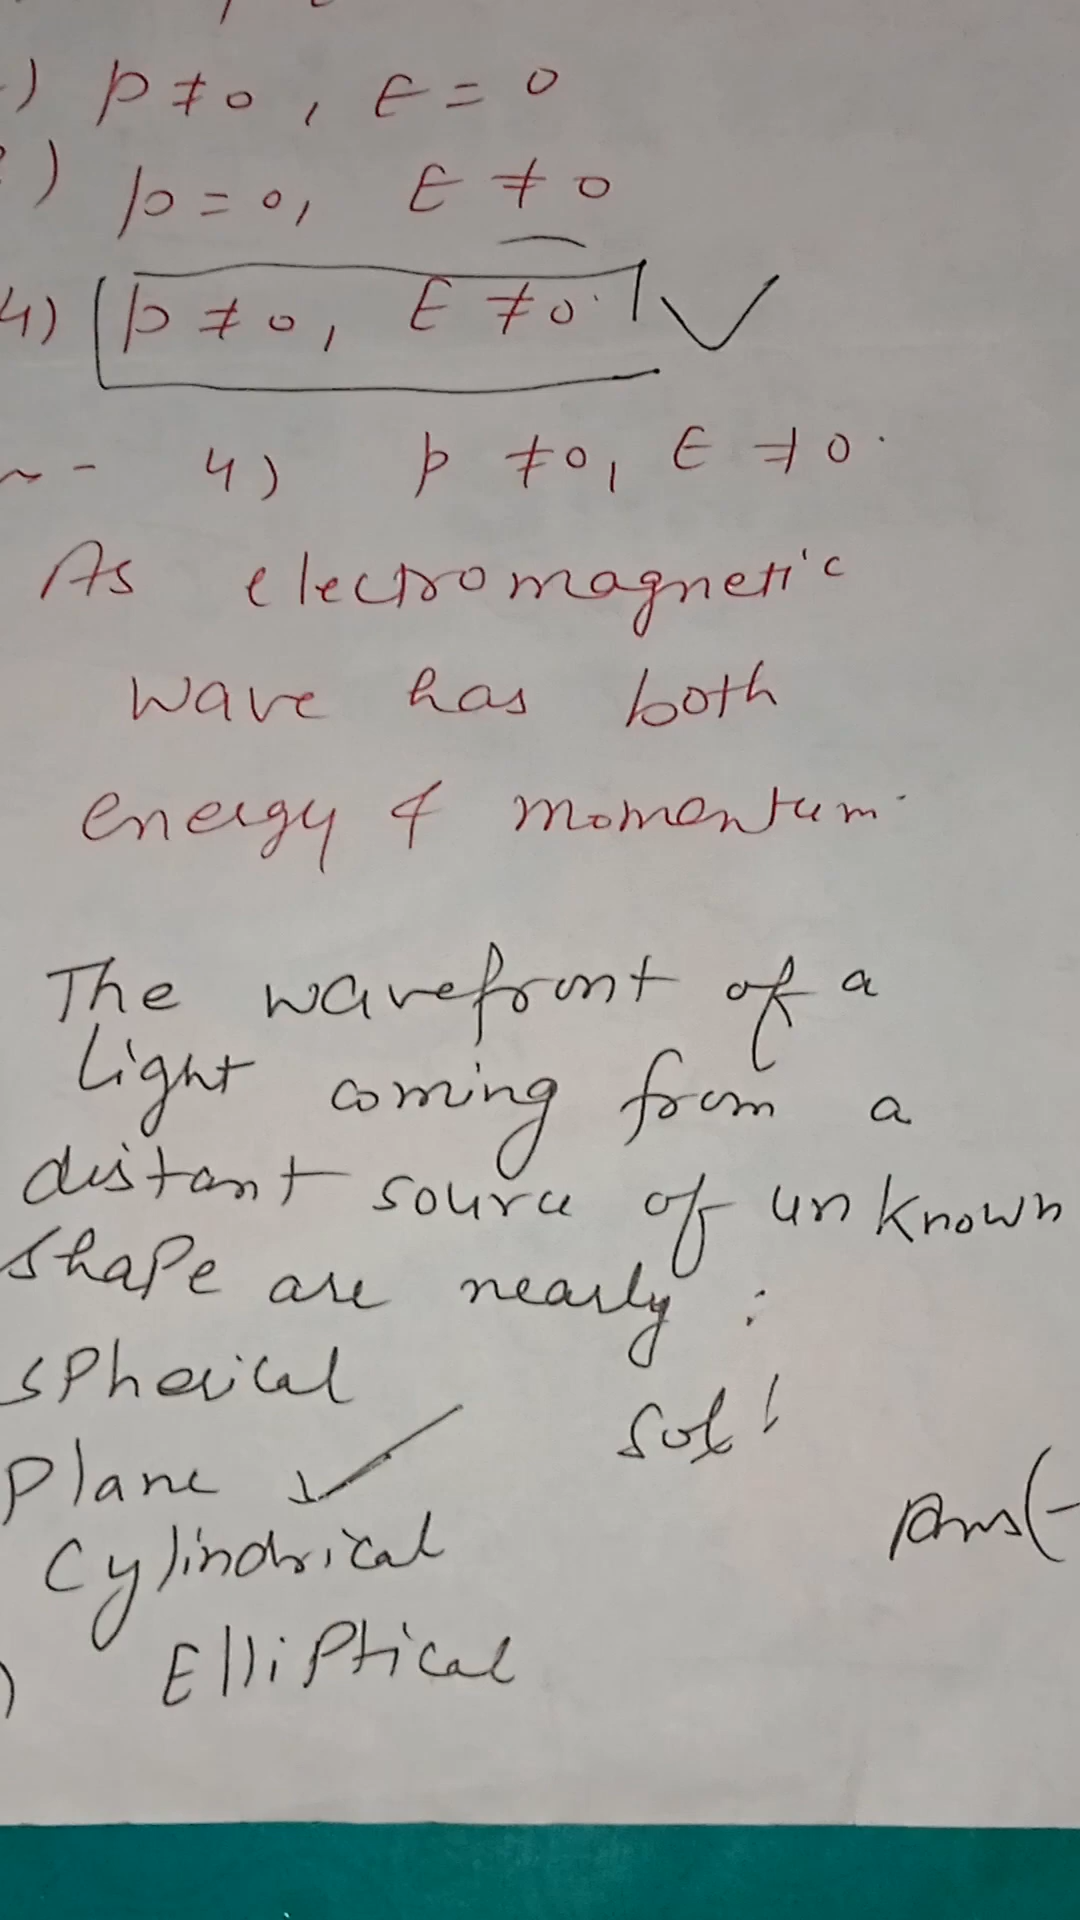 ) p ≠ 0, E = 0
) p = 0, E ≠ 0
4) p ≠ 0, E ≠ 0.
4) p ≠ 0, E ≠ 0.
As electromagnetic
wave has both
energy & momentum.
The wavefront of a
light coming from a
distant source of unknown
shape are nearly :
spherical
Plane
Sol!
Cylindrical
Ans(-
) Elliptical